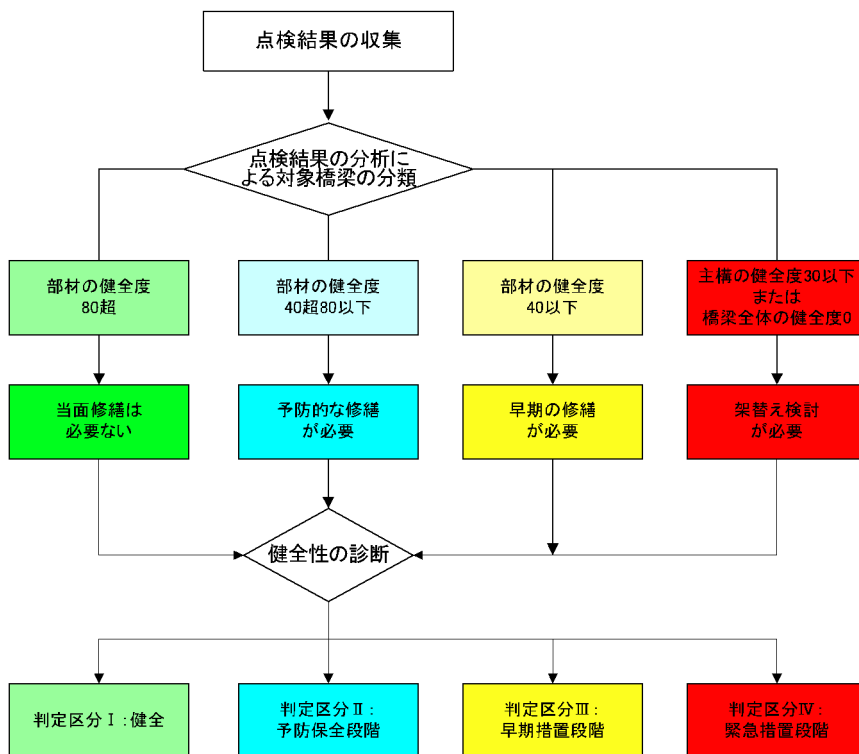 点検結果の収集
点検結果の分析に
よる対象橋梁の分類
部材の健全度
80超
部材の健全度
40超80以下
部材の健全度
40以下
主構の健全度30以下
または
橋梁全体の健全度0
当面修繕は
必要ない
予防的な修繕
が必要
早期の修繕
が必要
架替え検討
が必要
健全性の診断
判定区分Ⅰ:健全
判定区分Ⅱ:
予防保全段階
判定区分Ⅲ:
早期措置段階
判定区分Ⅳ:
緊急措置段階